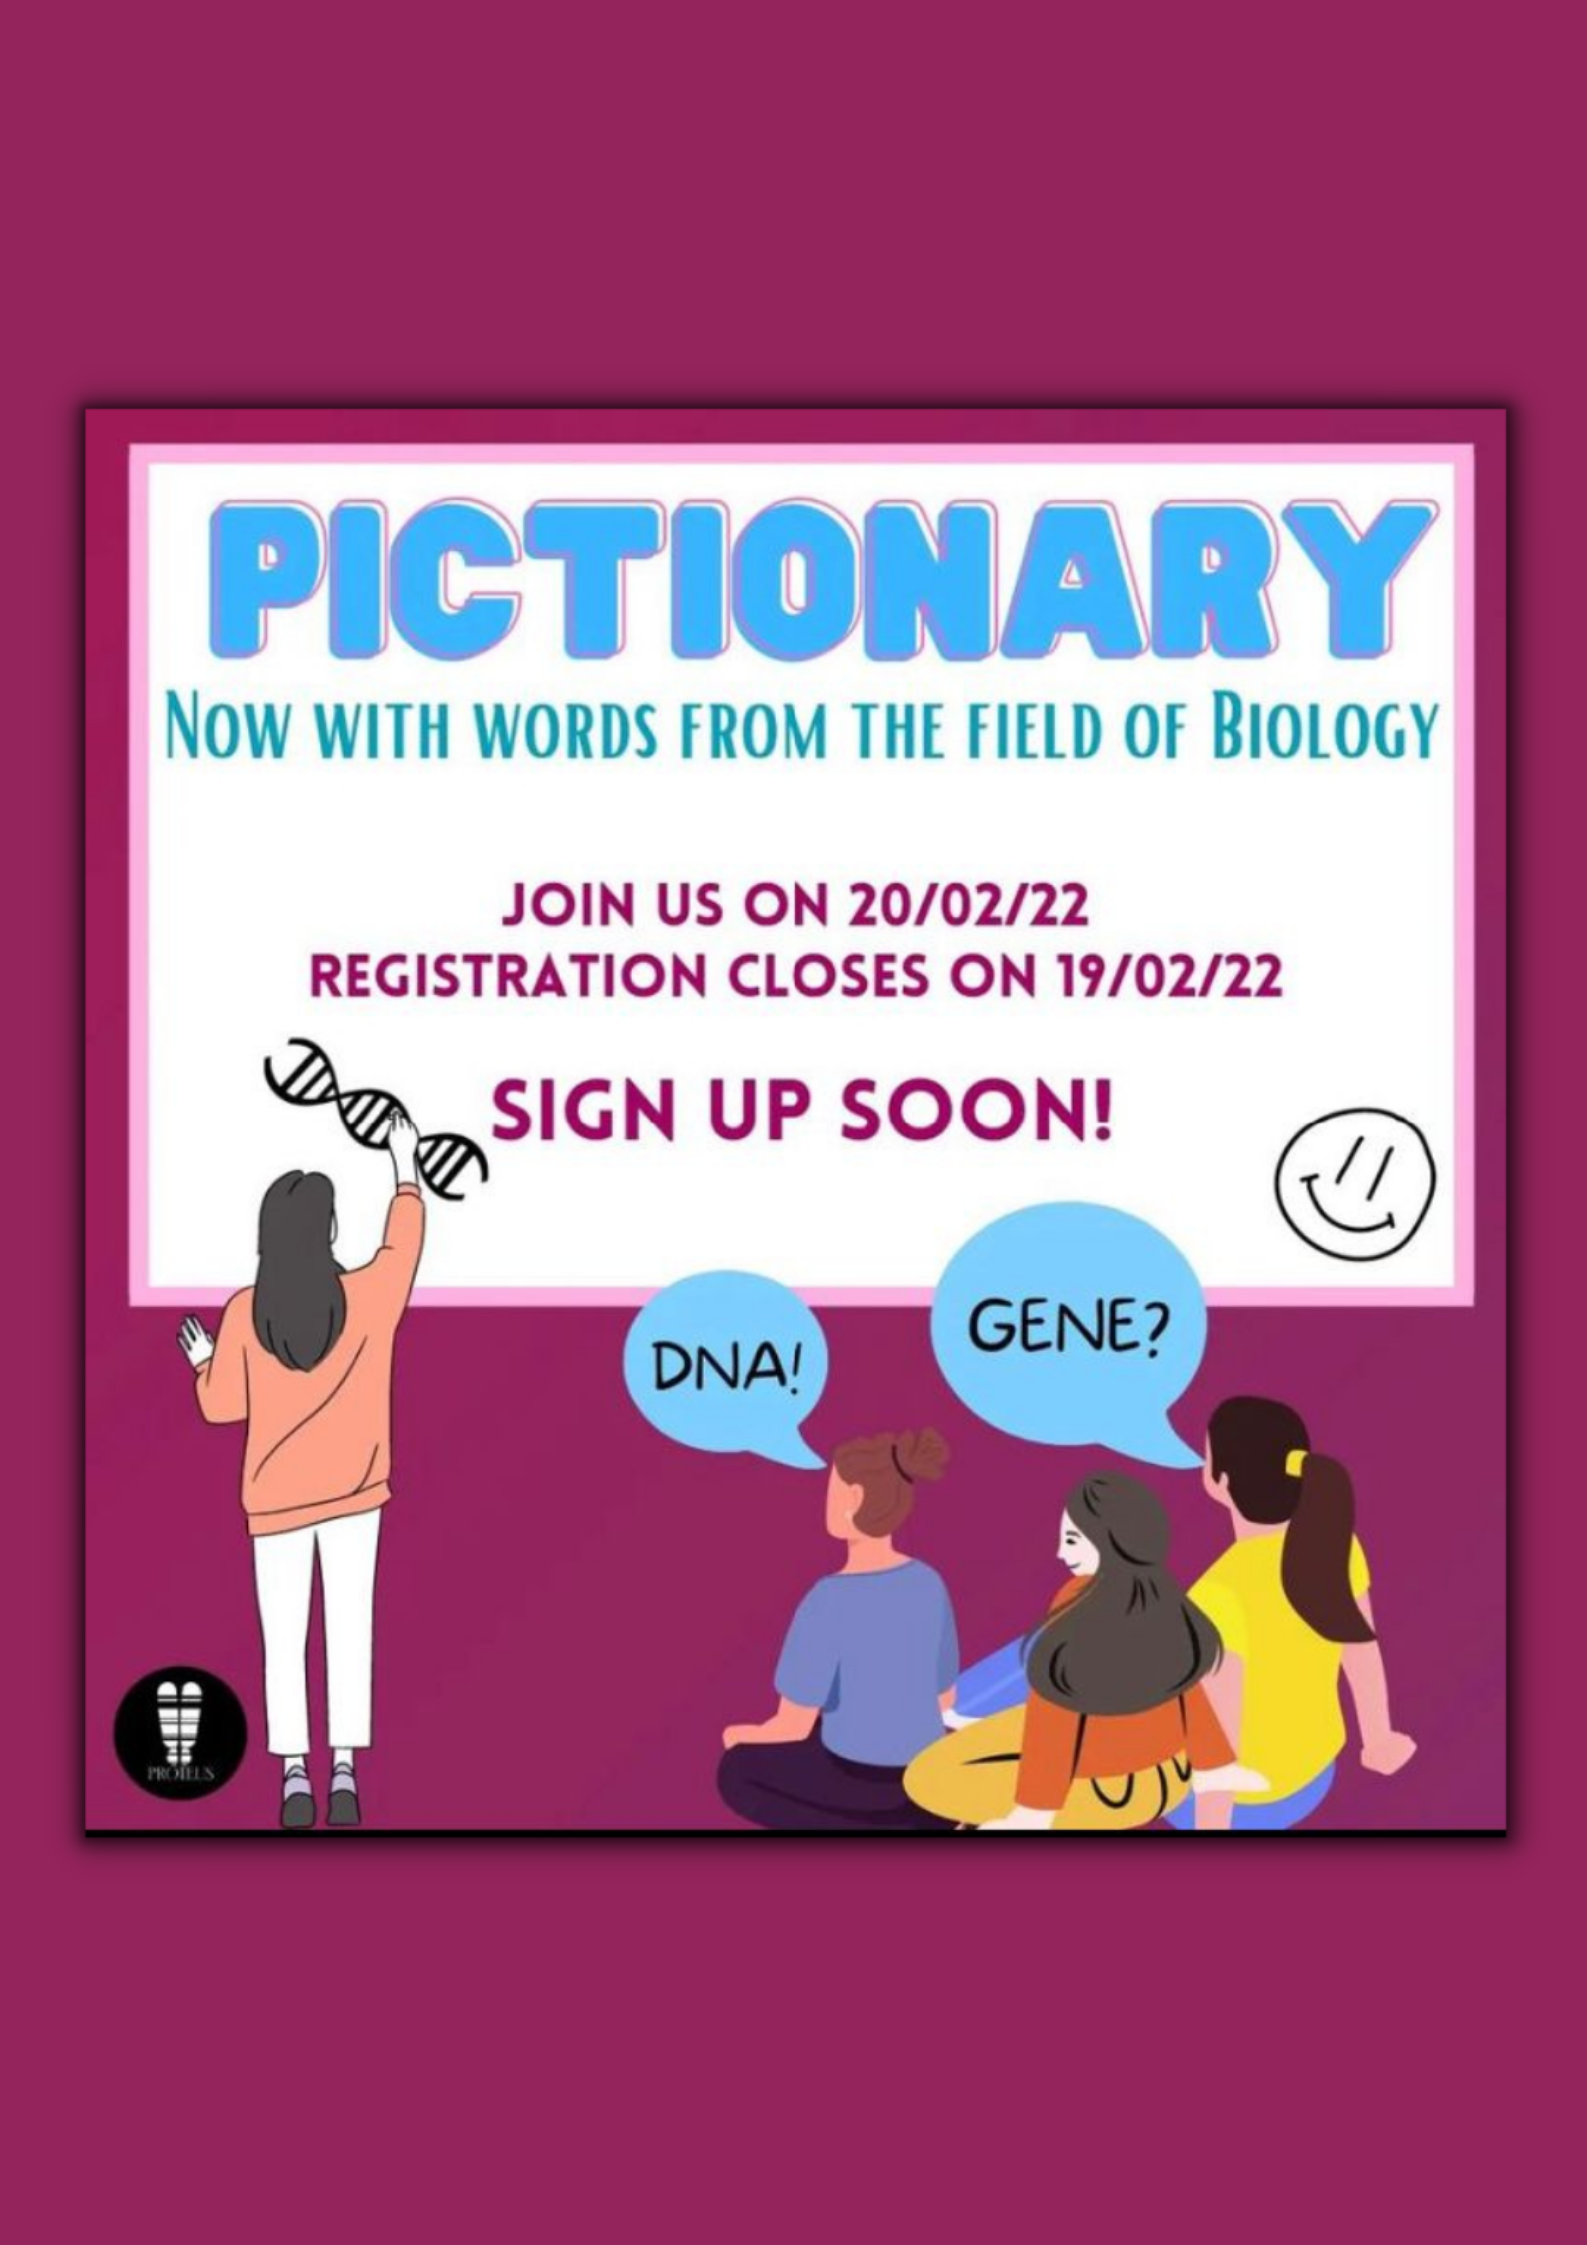 PICTIONARY
NOW WITH WORDS FROM THE FIELD OF BIOLOGY
JOIN US ON 20/02/22
REGISTRATION CLOSES ON 19/02/22
SIGN UP SOON!
DNA!
GENE?
PROTEUS